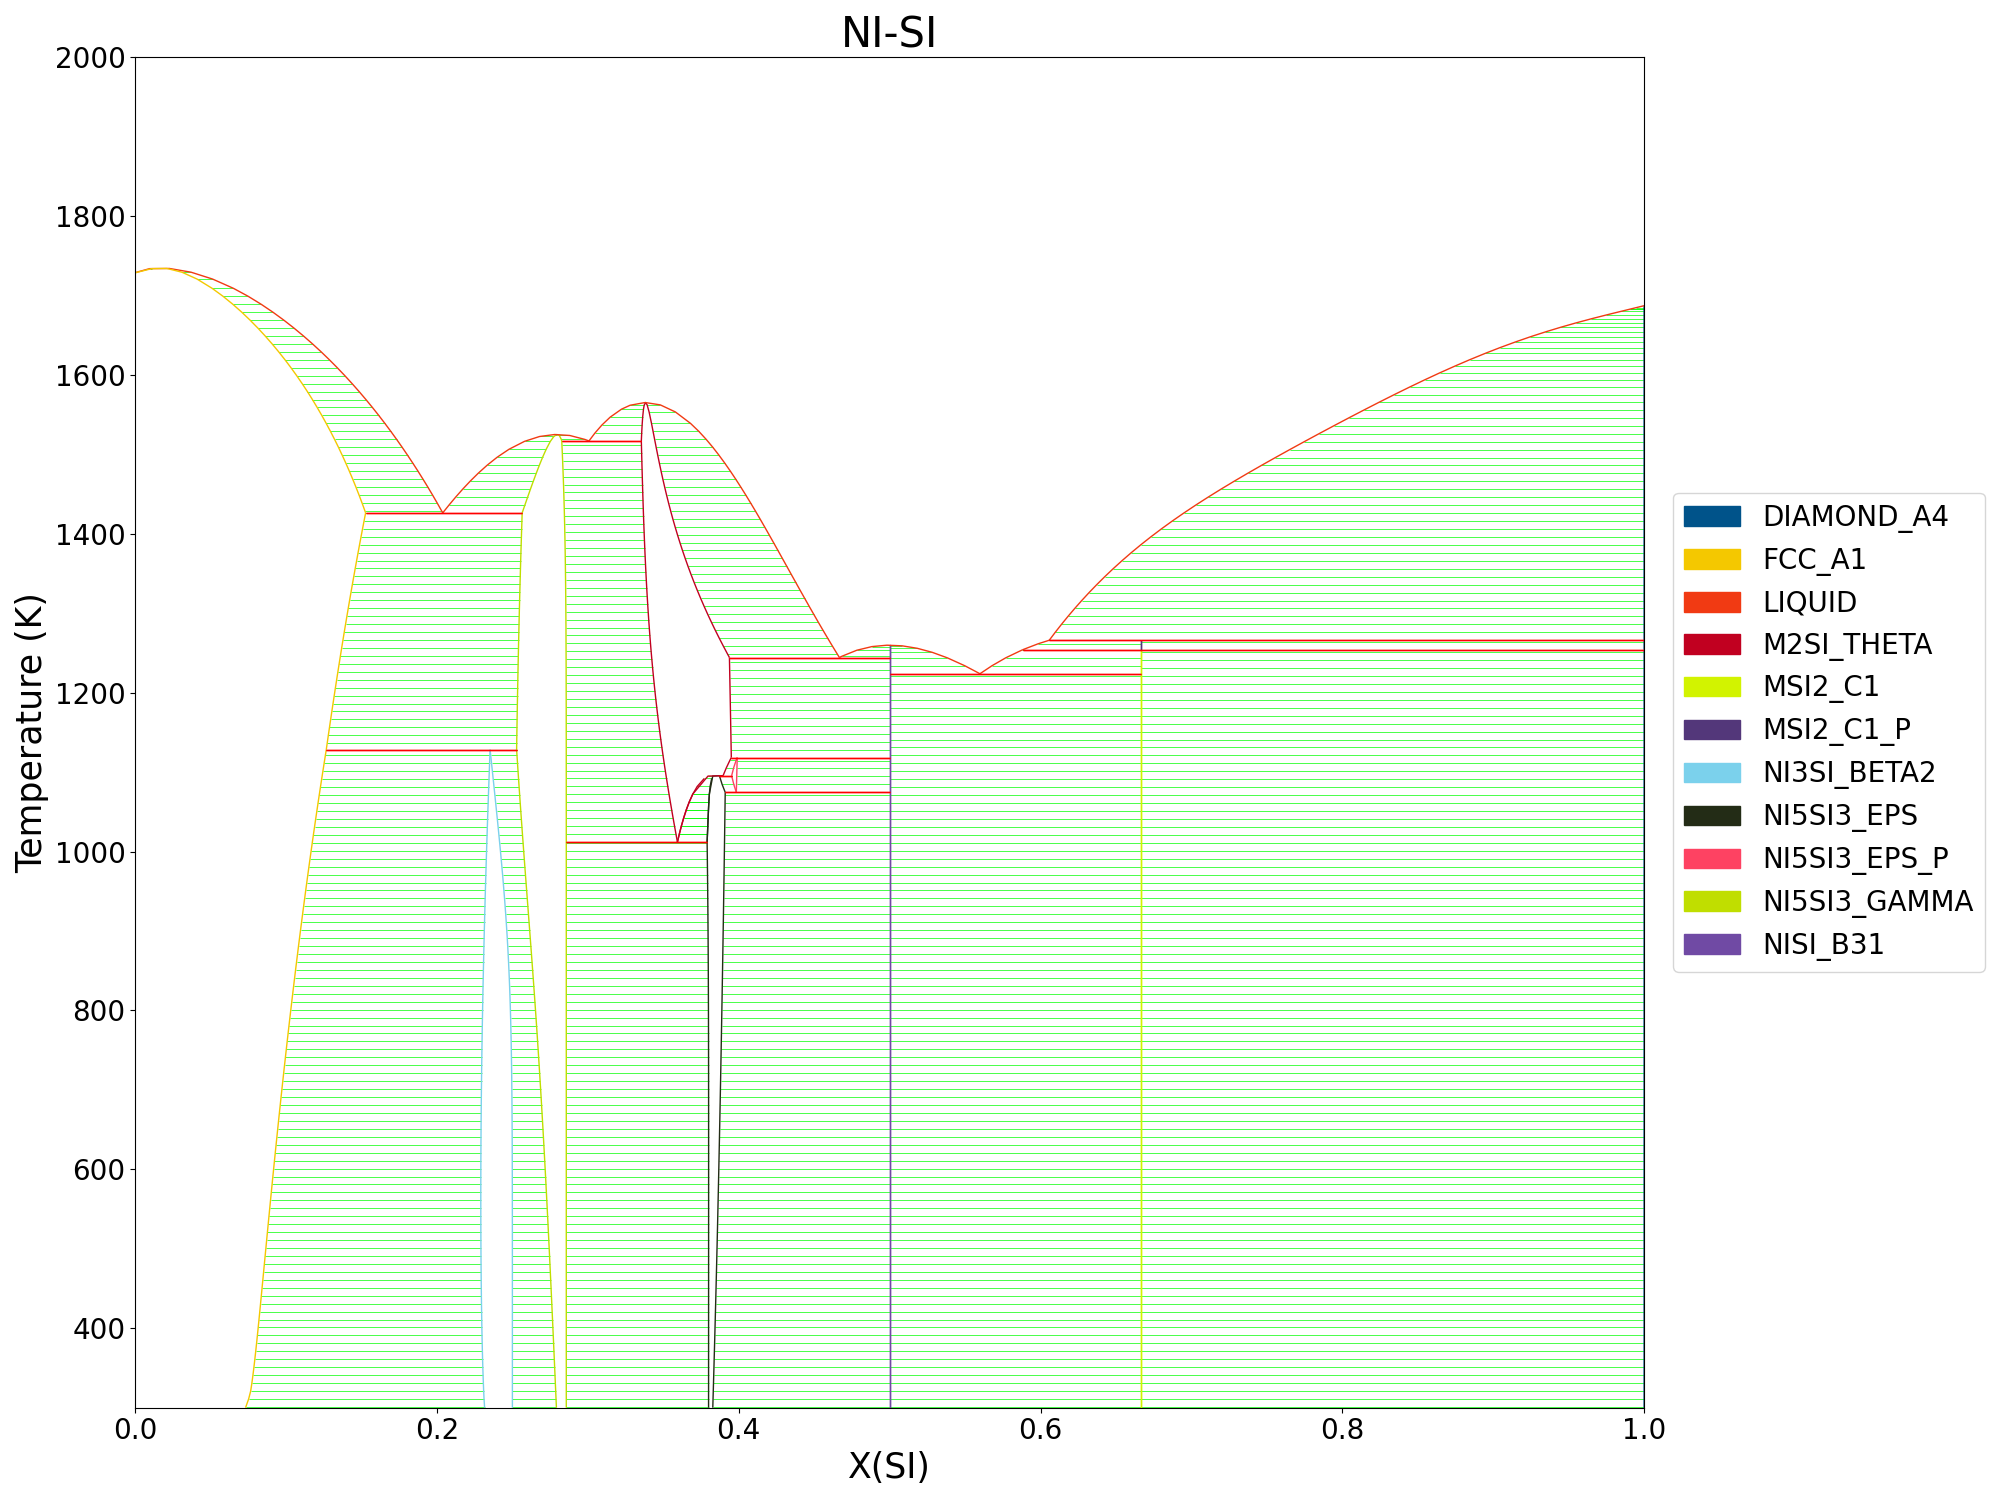 NI-SI
2000
1800
1600
1400
1200
1000
800
600
400
Temperature (K)
0.0
0.2
0.4
0.6
0.8
1.0
X(SI)
DIAMOND_A4
FCC_A1
LIQUID
M2SI_THETA
MSI2_C1
MSI2_C1_P
NI3SI_BETA2
NI5SI3_EPS
NI5SI3_EPS_P
NI5SI3_GAMMA
NISI_B31